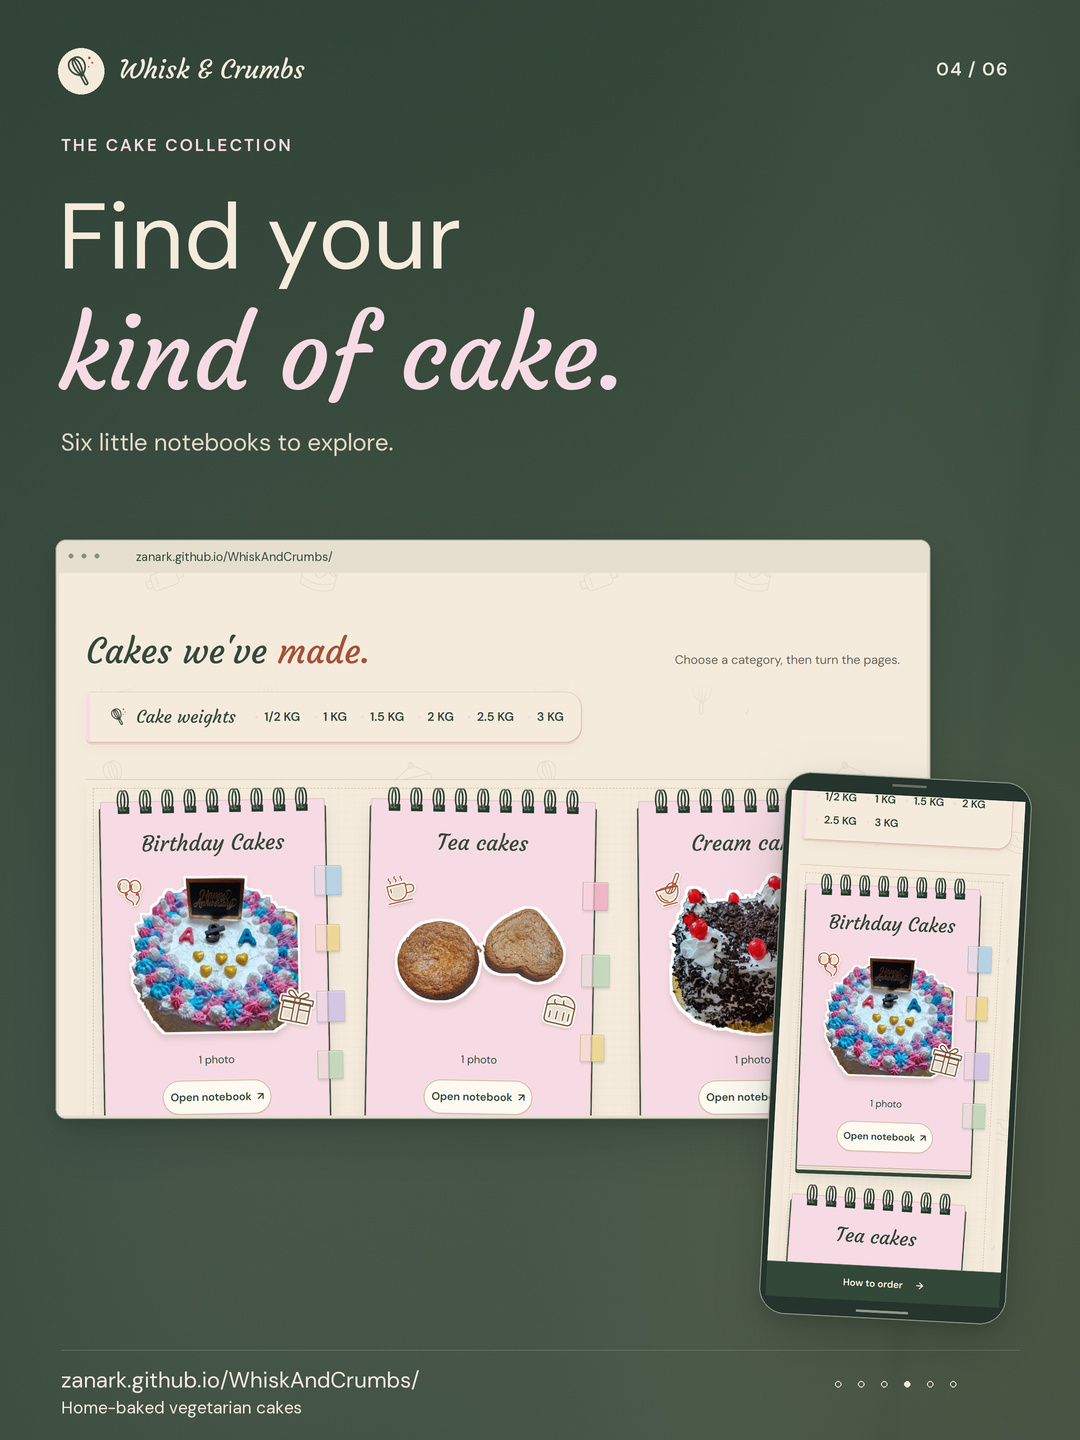 Whisk & Crumbs
04 / 06
THE CAKE COLLECTION
Find your
kind of cake.
Six little notebooks to explore.
zanark.github.io/WhiskAndCrumbs/
Cakes we've made.
Choose a category, then turn the pages.
Cake weights 1/2 KG 1 KG 1.5 KG 2 KG 2.5 KG 3 KG
Birthday Cakes
A & A
1 photo
Open notebook ↗
Tea cakes
1 photo
Open notebook ↗
Cream ca
1 photo
Open noteb
1/2 KG 1 KG 1.5 KG 2 KG
2.5 KG 3 KG
Birthday Cakes
A & A
1 photo
Open notebook ↗
Tea cakes
How to order →
zanark.github.io/WhiskAndCrumbs/
Home-baked vegetarian cakes